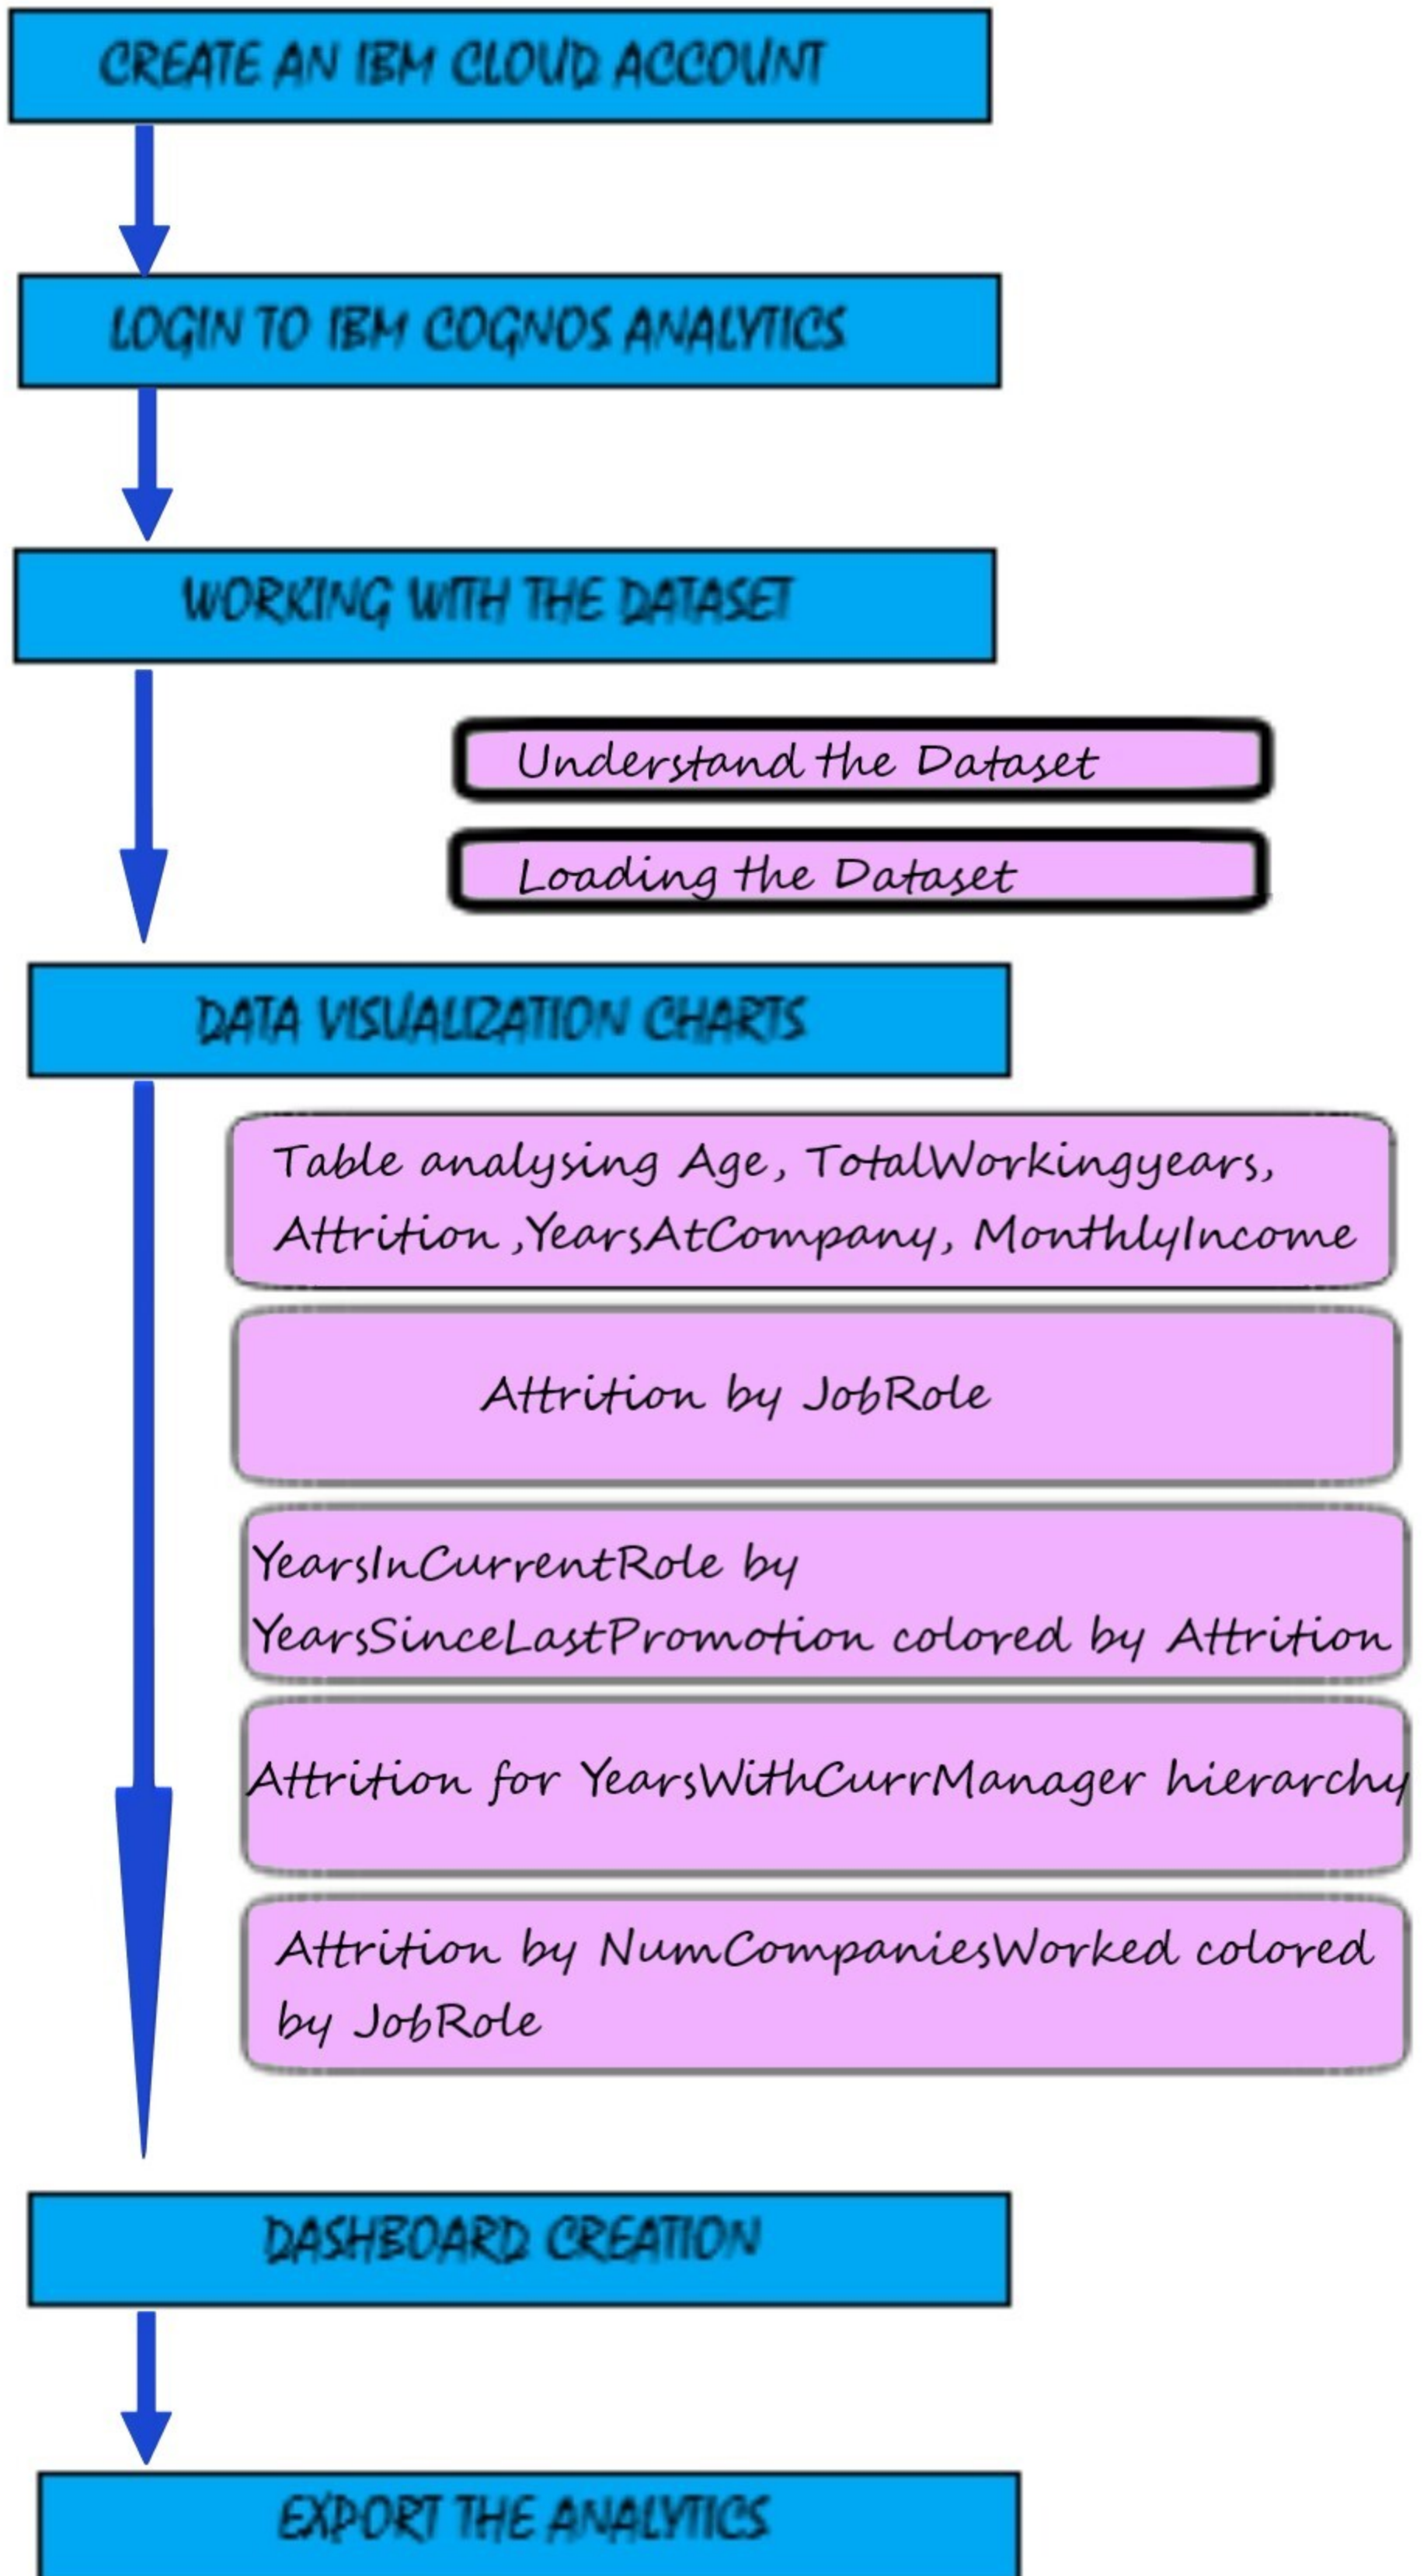 CREATE AN IBM CLOUD ACCOUNT
LOGIN TO IBM COGNOS ANALYTICS
WORKING WITH THE DATASET
Understand the Dataset
Loading the Dataset
DATA VISUALIZATION CHARTS
Table analysing Age, TotalWorkingyears,
Attrition ,YearsAtCompany, MonthlyIncome
Attrition by JobRole
YearsInCurrentRole by
YearsSinceLastPromotion colored by Attrition
Attrition for YearsWithCurrManager hierarchy
Attrition by NumCompaniesWorked colored
by JobRole
DASHBOARD CREATION
EXPORT THE ANALYTICS